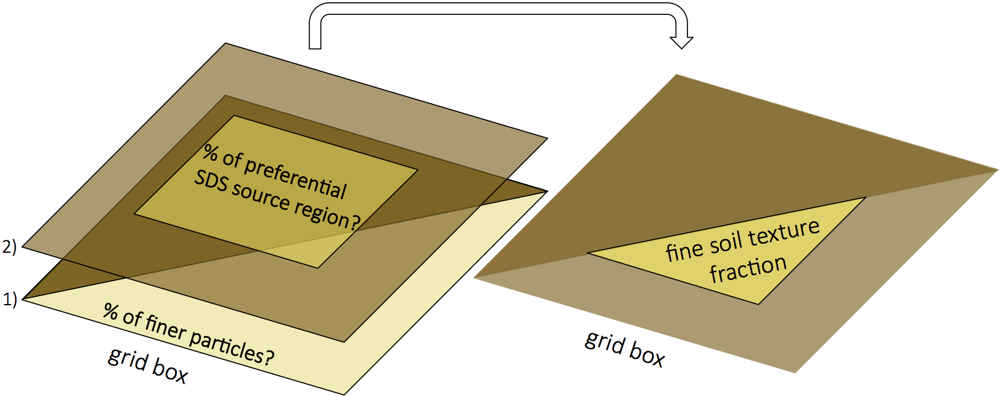 % of preferential
SDS source region?
2)
1)
% of finer particles?
grid box
fine soil texture
fraction
grid box